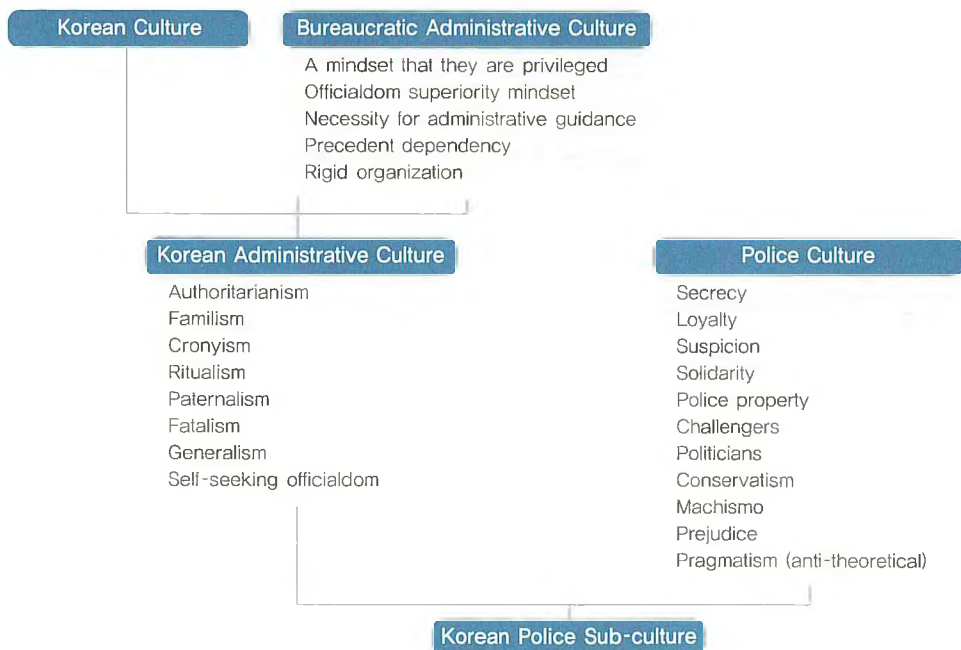 Korean Culture
Bureaucratic Administrative Culture
A mindset that they are privileged
Officialdom superiority mindset
Necessity for administrative guidance
Precedent dependency
Rigid organization
Korean Administrative Culture
Authoritarianism
Familism
Cronyism
Ritualism
Paternalism
Fatalism
Generalism
Self-seeking officialdom
Police Culture
Secrecy
Loyalty
Suspicion
Solidarity
Police property
Challengers
Politicians
Conservatism
Machismo
Prejudice
Pragmatism (anti-theoretical)
Korean Police Sub-culture